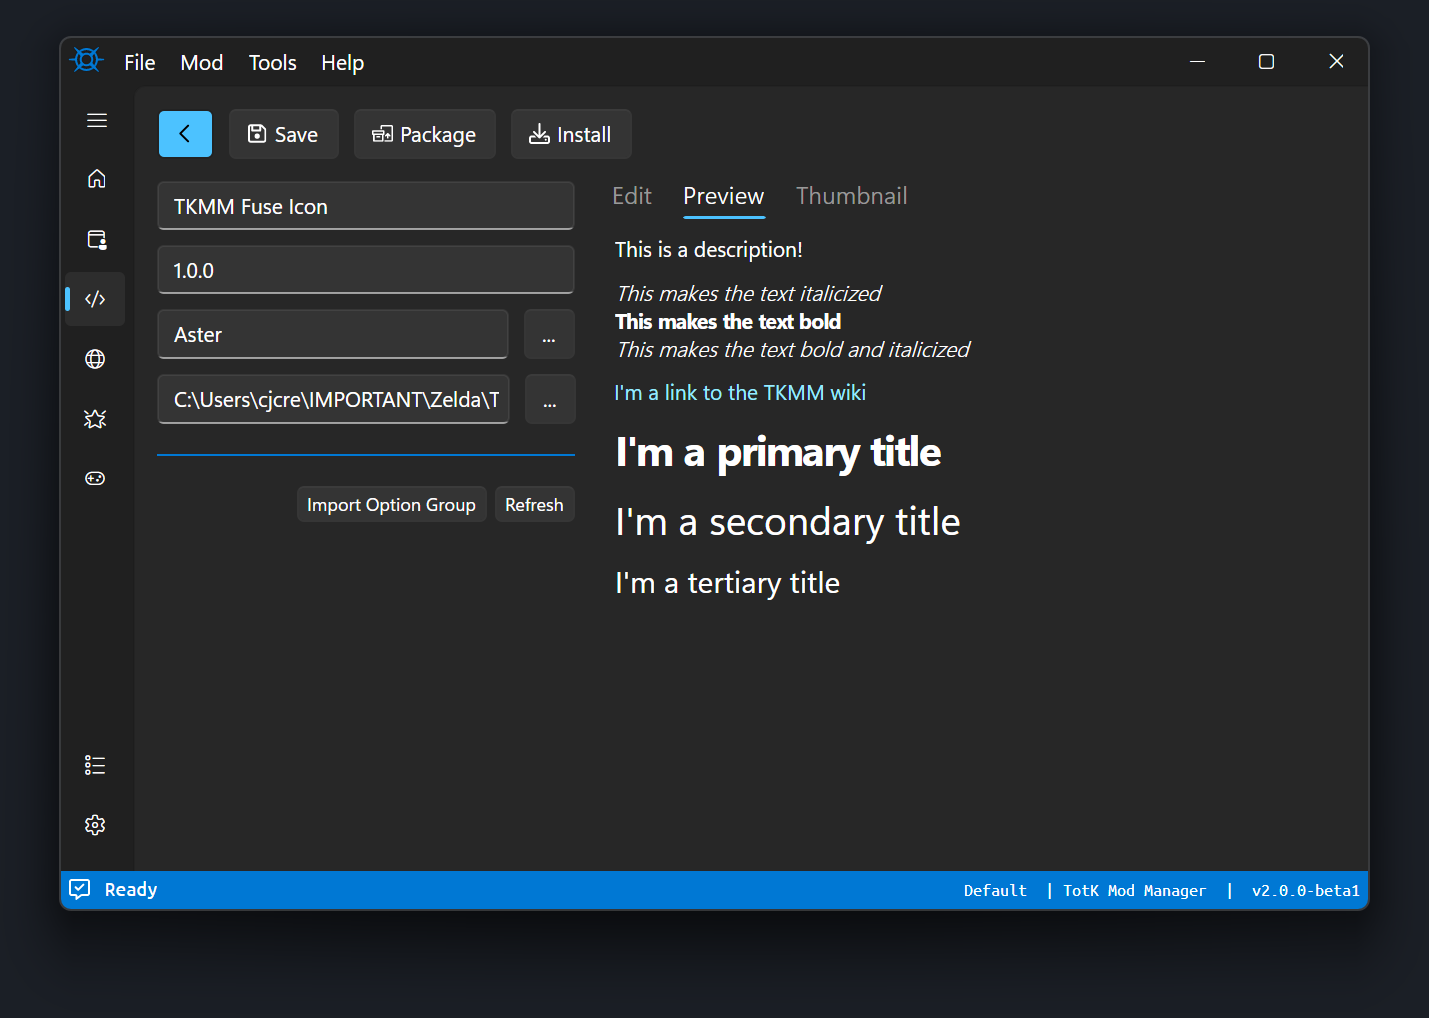 File Mod Tools Help
Save Package Install
TKMM Fuse Icon
1.0.0
Aster ...
C:\Users\cjcre\IMPORTANT\Zelda\T ...
Import Option Group Refresh
Edit Preview Thumbnail
This is a description!
This makes the text italicized
This makes the text bold
This makes the text bold and italicized
I'm a link to the TKMM wiki
I'm a primary title
I'm a secondary title
I'm a tertiary title
Ready Default | TotK Mod Manager | v2.0.0-beta1